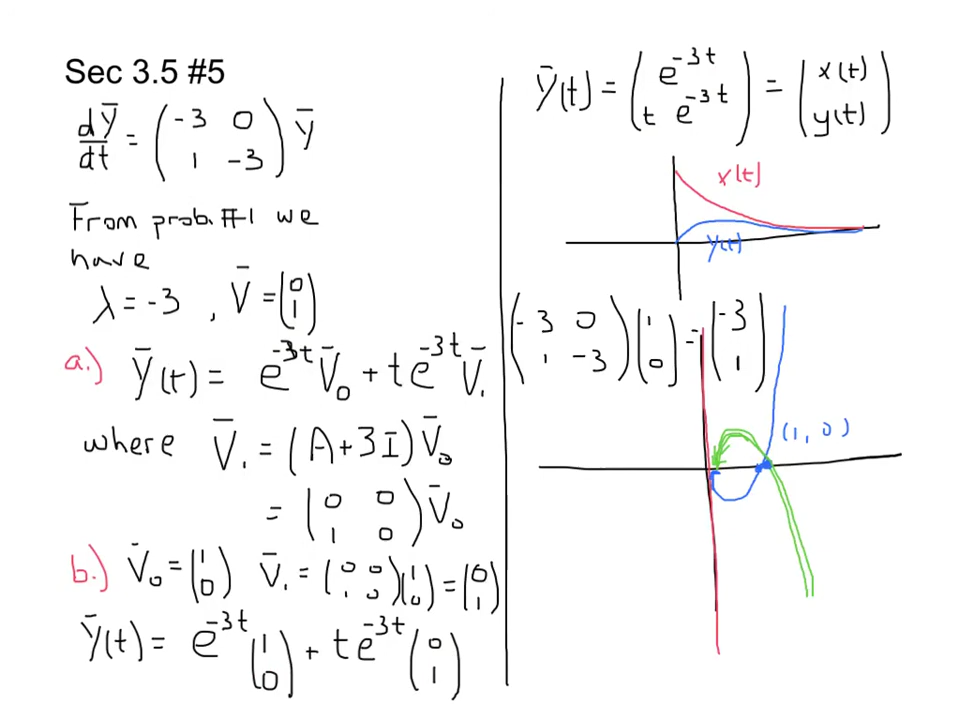 Sec 3.5 #5
dȲ/dt = (-3 0; 1 -3) Ȳ
From prob. #1 we
have
λ = -3 , V̄ = (0; 1)
a.) Ȳ(t) = e^{-3t} V̄₀ + t e^{-3t} V̄₁
where V̄₁ = (A+3I) V̄₀
= (0 0; 1 0) V̄₀
b.) V̄₀ = (1; 0) V̄₁ = (0 0; 1 0)(1; 0) = (0; 1)
Ȳ(t) = e^{-3t} (1; 0) + t e^{-3t} (0; 1)
Ȳ(t) = (e^{-3t}; t e^{-3t}) = (x(t); y(t))
x(t)
y(t)
(-3 0; 1 -3)(1; 0) = (-3; 1)
(1, 0)